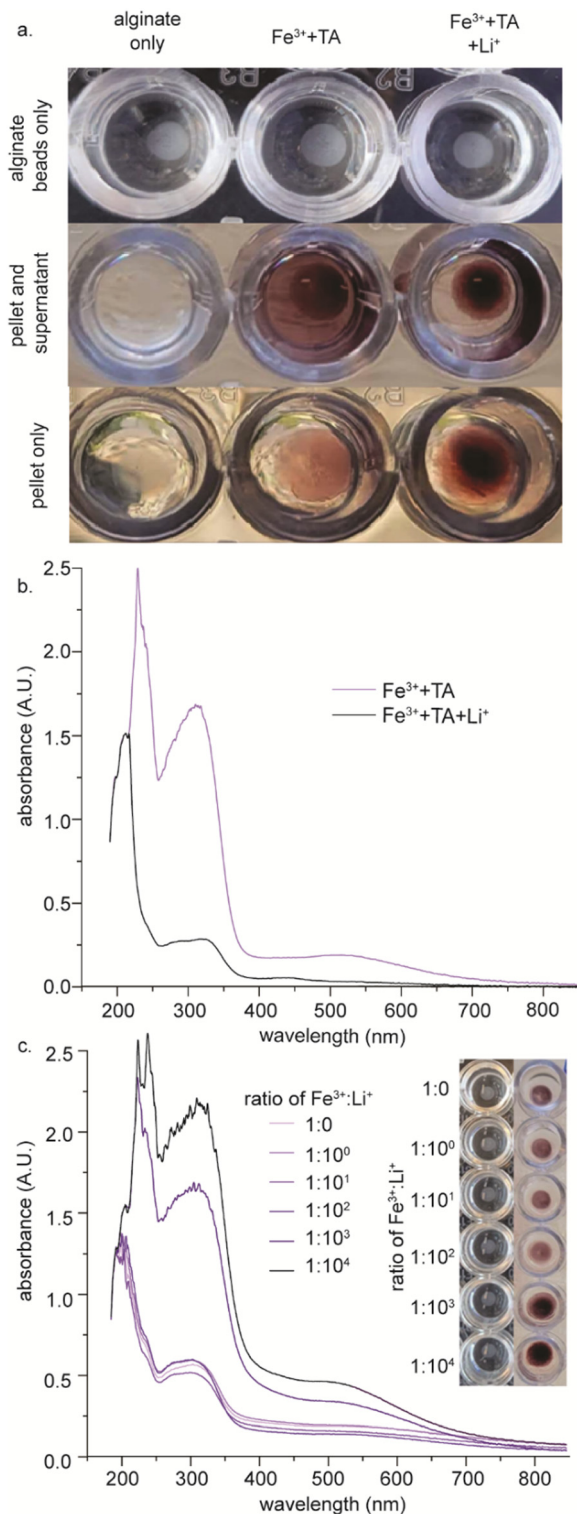 a.
alginate only
Fe³⁺+TA
Fe³⁺+TA +Li⁺
alginate beads only
pellet and supernatant
pellet only
b.
absorbance (A.U.)
2.5
2.0
1.5
1.0
0.5
0.0
Fe³⁺+TA
Fe³⁺+TA+Li⁺
200 300 400 500 600 700 800
wavelength (nm)
c.
absorbance (A.U.)
2.5
2.0
1.5
1.0
0.5
0.0
ratio of Fe³⁺:Li⁺
1:0
1:10⁰
1:10¹
1:10²
1:10³
1:10⁴
ratio of Fe³⁺:Li⁺
1:0
1:10⁰
1:10¹
1:10²
1:10³
1:10⁴
200 300 400 500 600 700 800
wavelength (nm)